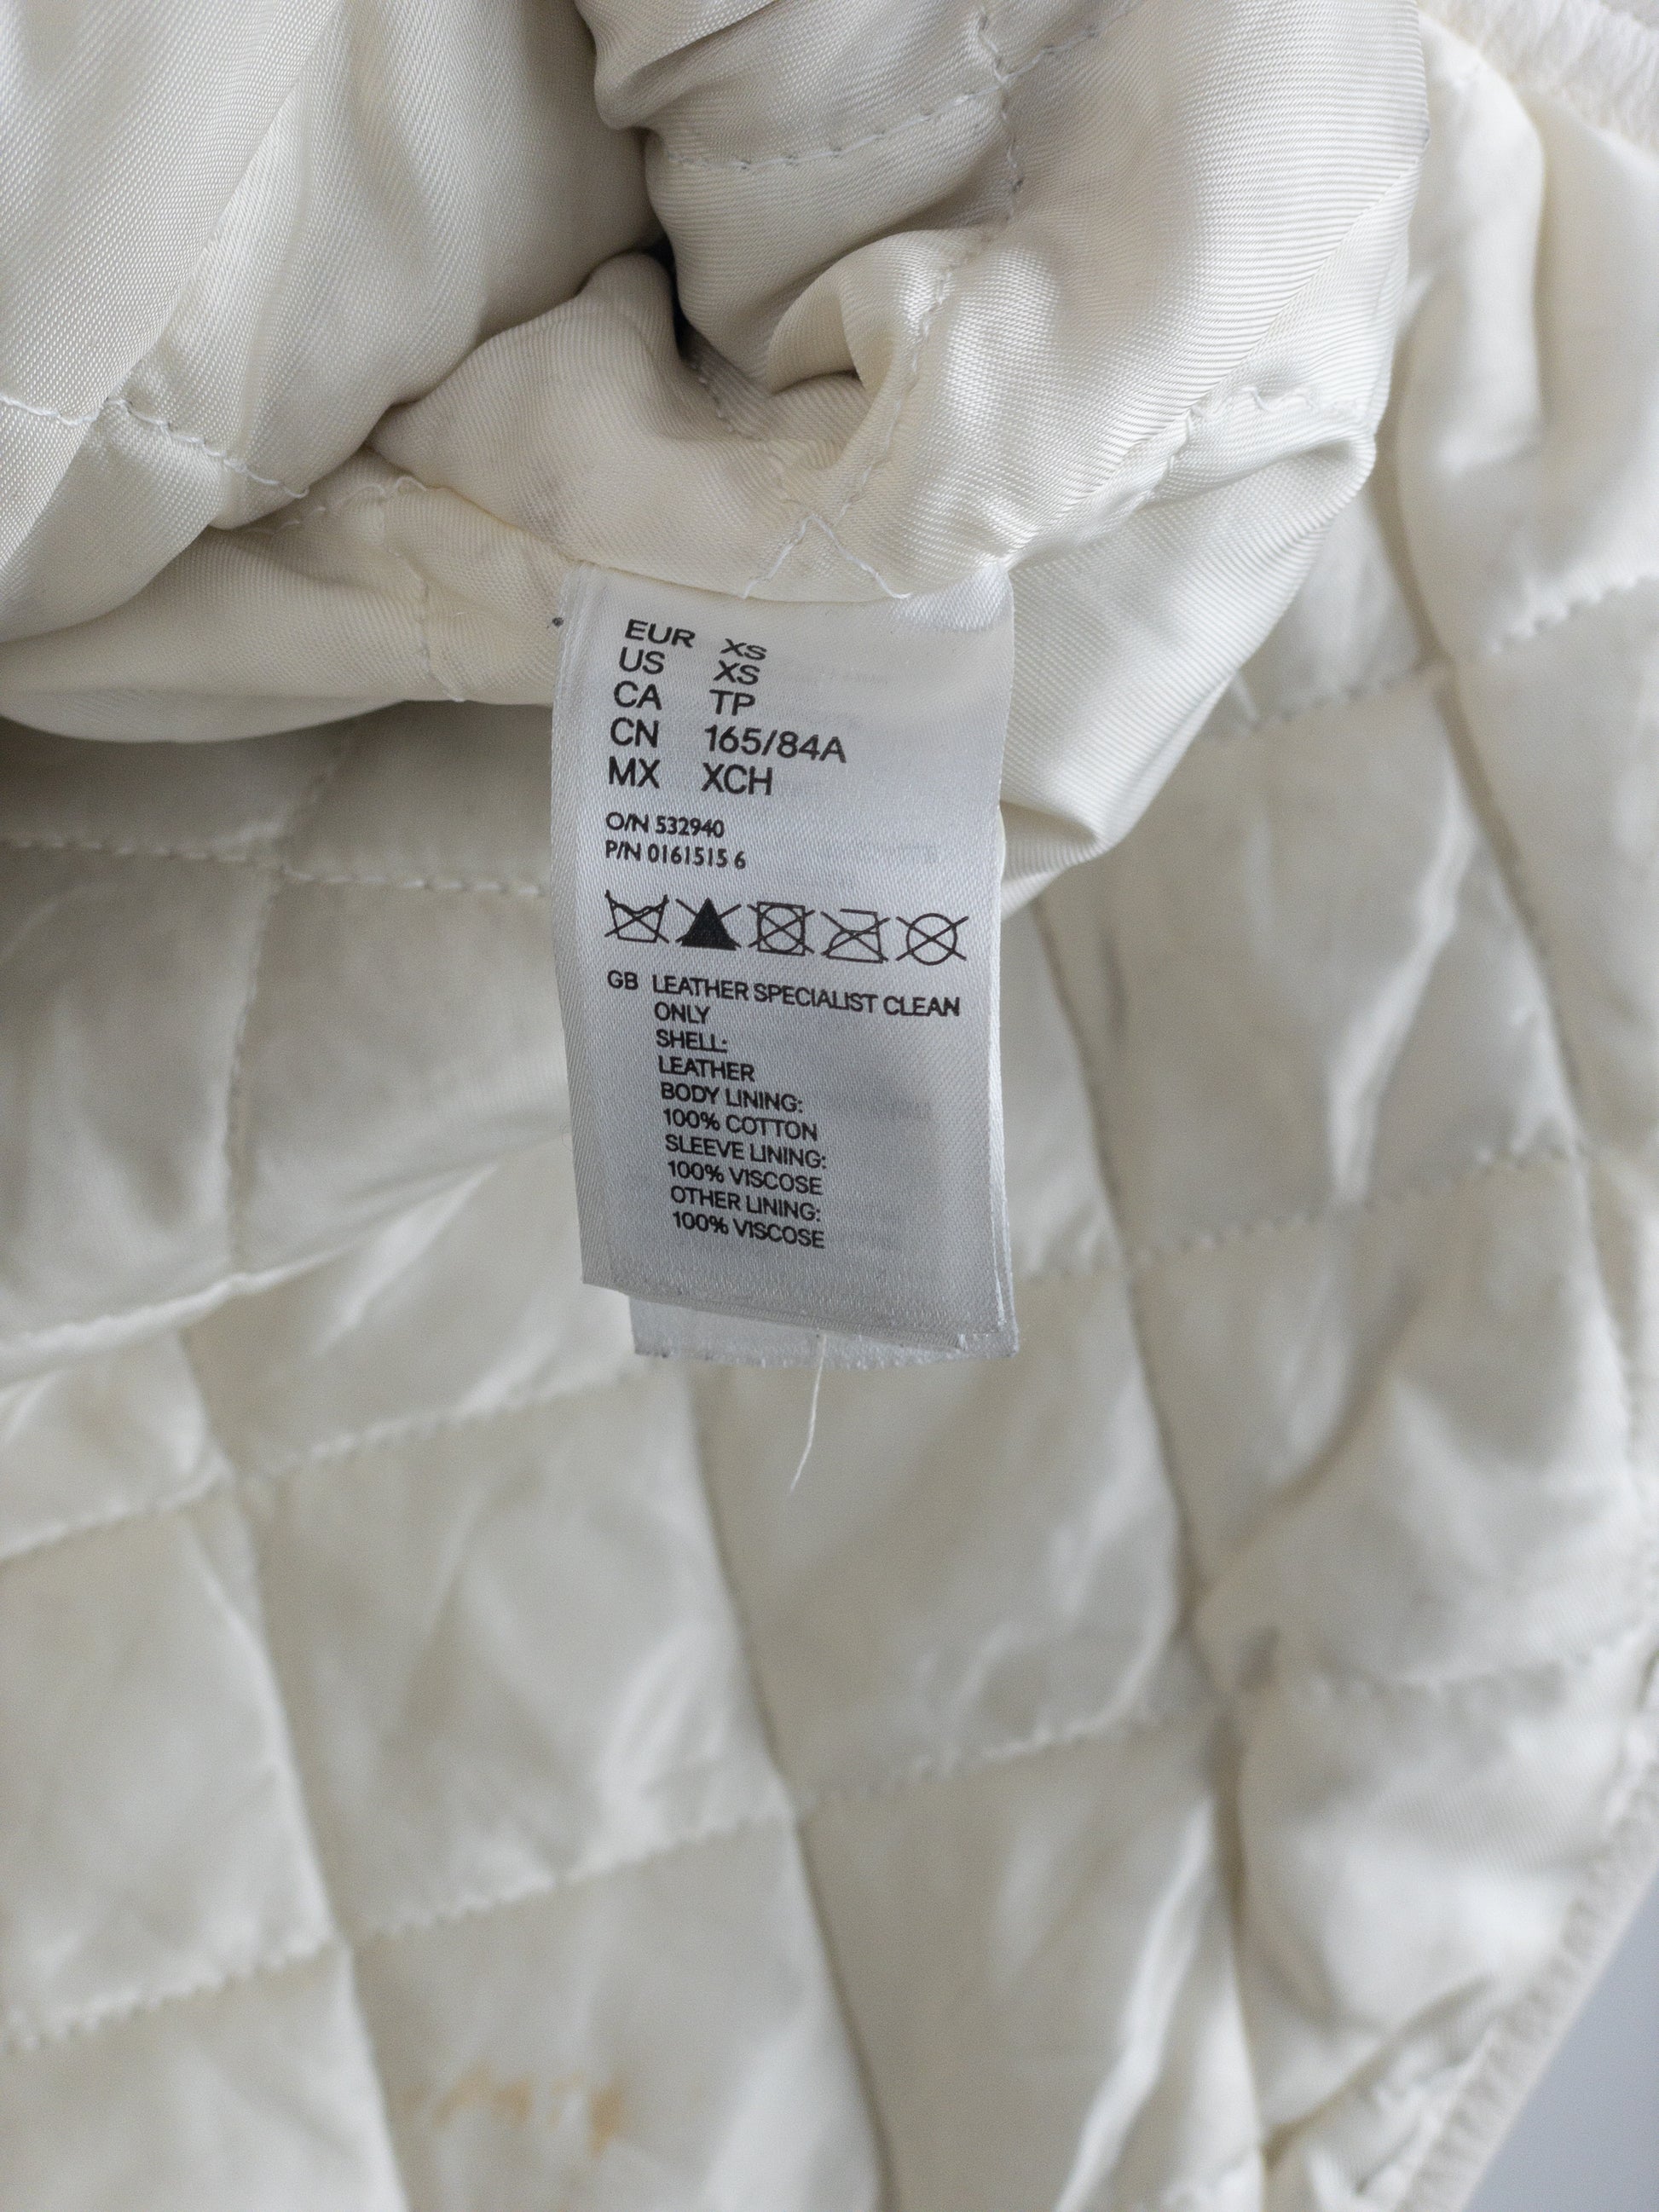 EUR XS
US XS
CA TP
CN 165/84A
MX XCH
O/N 532940
P/N 0161515 6
GB LEATHER SPECIALIST CLEAN
ONLY
SHELL:
LEATHER
BODY LINING:
100% COTTON
SLEEVE LINING:
100% VISCOSE
OTHER LINING:
100% VISCOSE